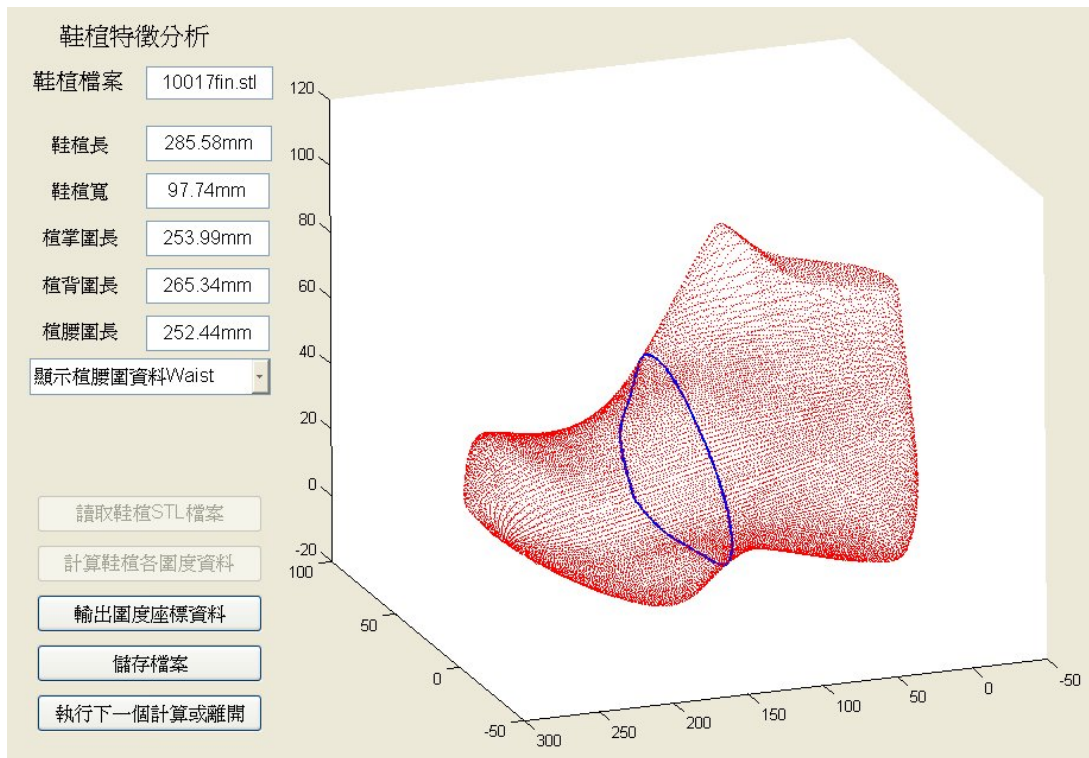 鞋楦特徵分析
鞋楦檔案 10017fin.stl
鞋楦長 285.58mm
鞋楦寬 97.74mm
楦掌圍長 253.99mm
楦背圍長 265.34mm
楦腰圍長 252.44mm
顯示楦腰圍資料Waist
讀取鞋楦STL檔案
計算鞋楦各圍度資料
輸出圍度座標資料
儲存檔案
執行下一個計算或離開
120
100
80
60
40
20
0
-20
100
50
0
-50
300
250
200
150
100
50
0
-50